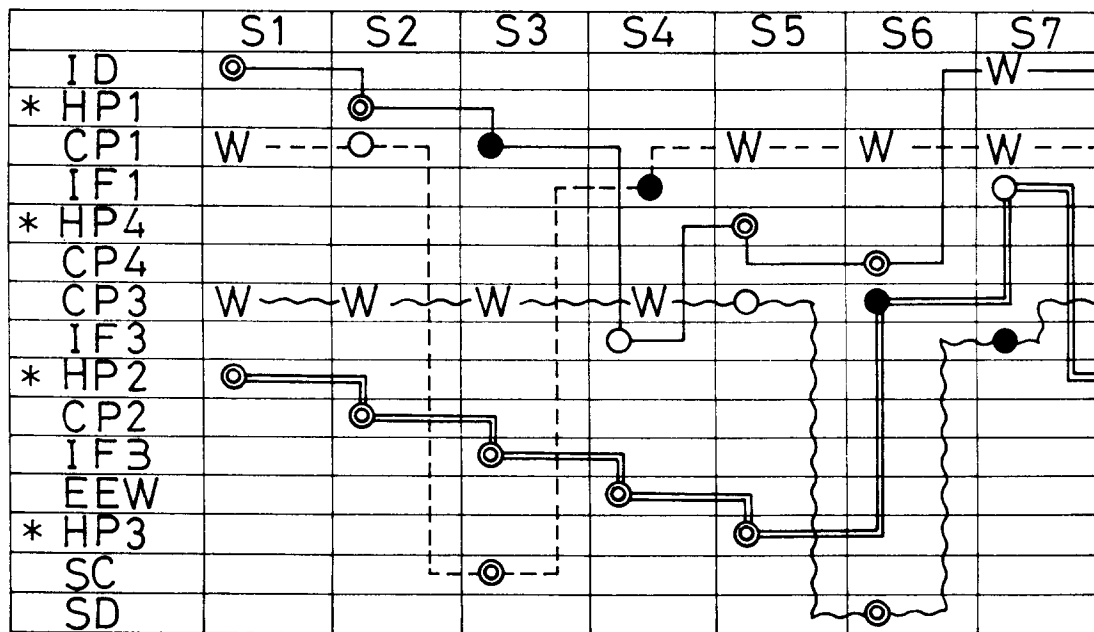 S1 S2 S3 S4 S5 S6 S7
ID W
* HP1
CP1 W W W W
IF1
* HP4
CP4
CP3 W W W W
IF3
* HP2
CP2
IF3
EEW
* HP3
SC
SD